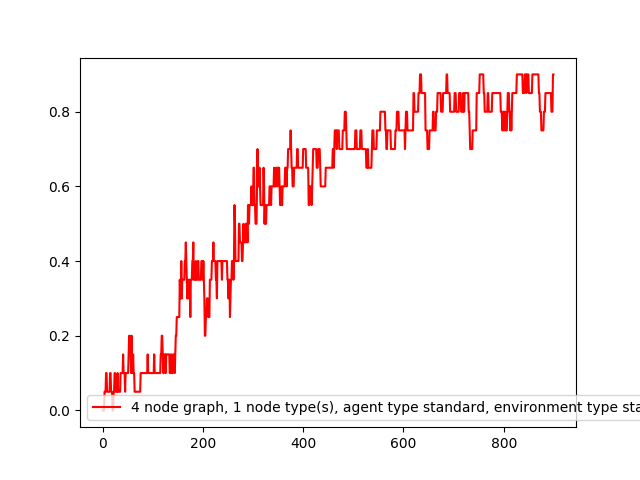 0.8
0.6
0.4
0.2
0.0
4 node graph, 1 node type(s), agent type standard, environment type sta
0 200 400 600 800